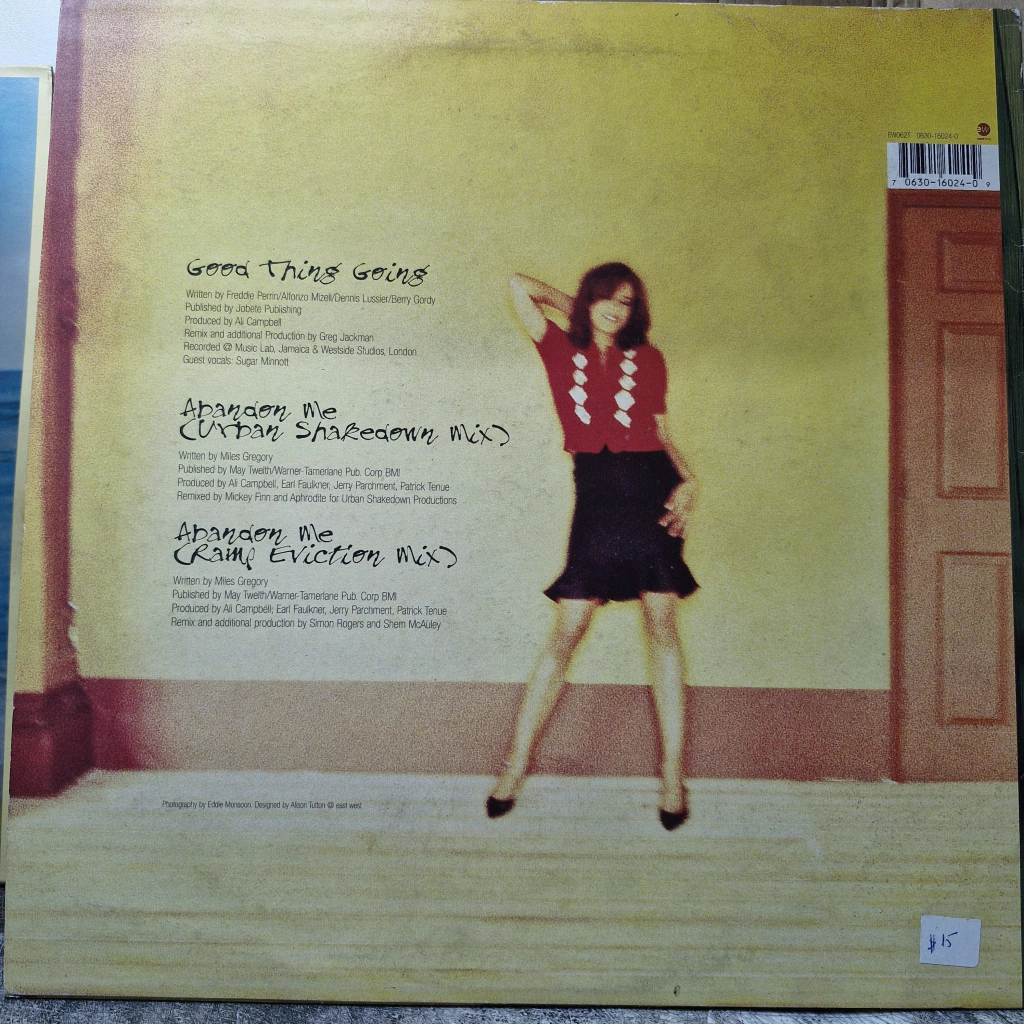 EW062T 0630-16024-0
ew
7 0630-16024-0 9
Good Thing Going
Written by Freddie Perrin/Alfonzo Mizell/Dennis Lussier/Berry Gordy
Published by Jobete Publishing
Produced by Ali Campbell
Remix and additional Production by Greg Jackman
Recorded @ Music Lab, Jamaica & Westside Studios, London
Guest vocals: Sugar Minnott
Abandon Me
(Urban Shakedown Mix)
Written by Miles Gregory
Published by May Tweith/Warner-Tamerlane Pub. Corp BMI
Produced by Ali Campbell, Earl Faulkner, Jerry Parchment, Patrick Tenue
Remixed by Mickey Finn and Aphrodite for Urban Shakedown Productions
Abandon Me
(Ramp Eviction Mix)
Written by Miles Gregory
Published by May Tweith/Warner-Tamerlane Pub. Corp BMI
Produced by Ali Campbell; Earl Faulkner, Jerry Parchment, Patrick Tenue
Remix and additional production by Simon Rogers and Shem McAuley
Photography by Eddie Monsoon. Designed by Alison Tutton @ east west
$15